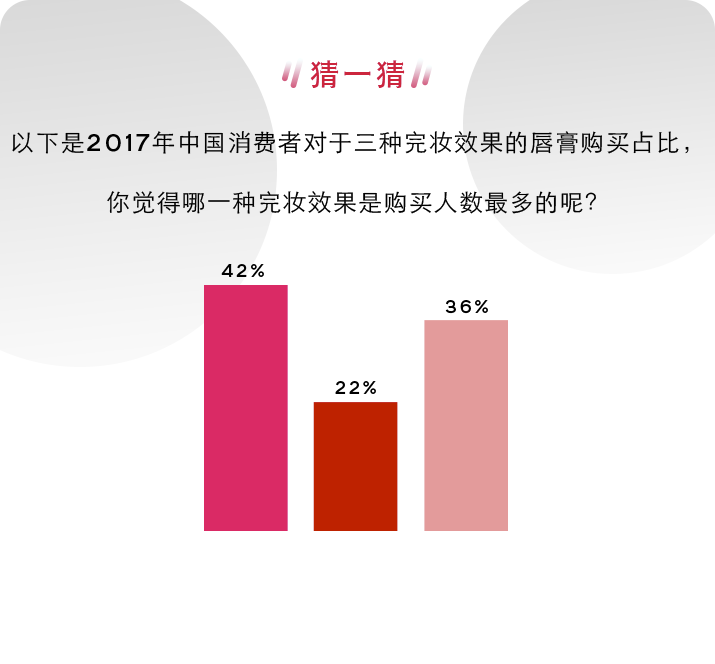 猜一猜
以下是2017年中国消费者对于三种完妆效果的唇膏购买占比，
你觉得哪一种完妆效果是购买人数最多的呢？
42%
36%
22%